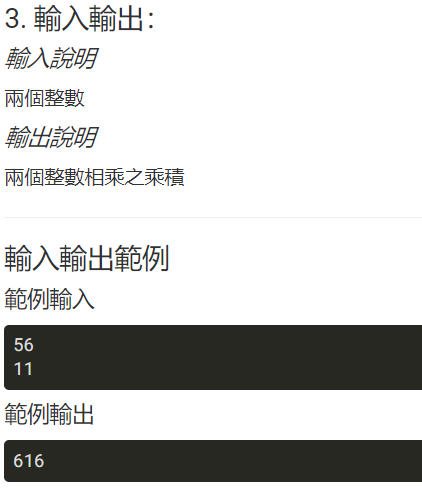 3. 輸入輸出：
輸入說明
兩個整數
輸出說明
兩個整數相乘之乘積
輸入輸出範例
範例輸入
56
11
範例輸出
616